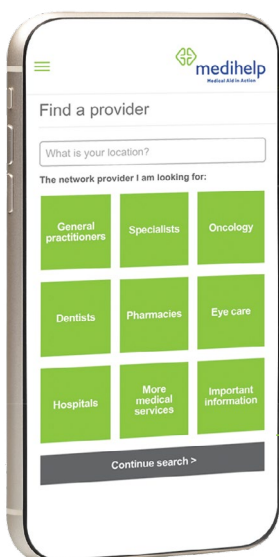 medihelp
Medical Aid in Action
Find a provider
What is your location?
The network provider I am looking for:
General
practitioners
Specialists
Oncology
Dentists
Pharmacies
Eye care
Hospitals
More
medical
services
Important
information
Continue search >